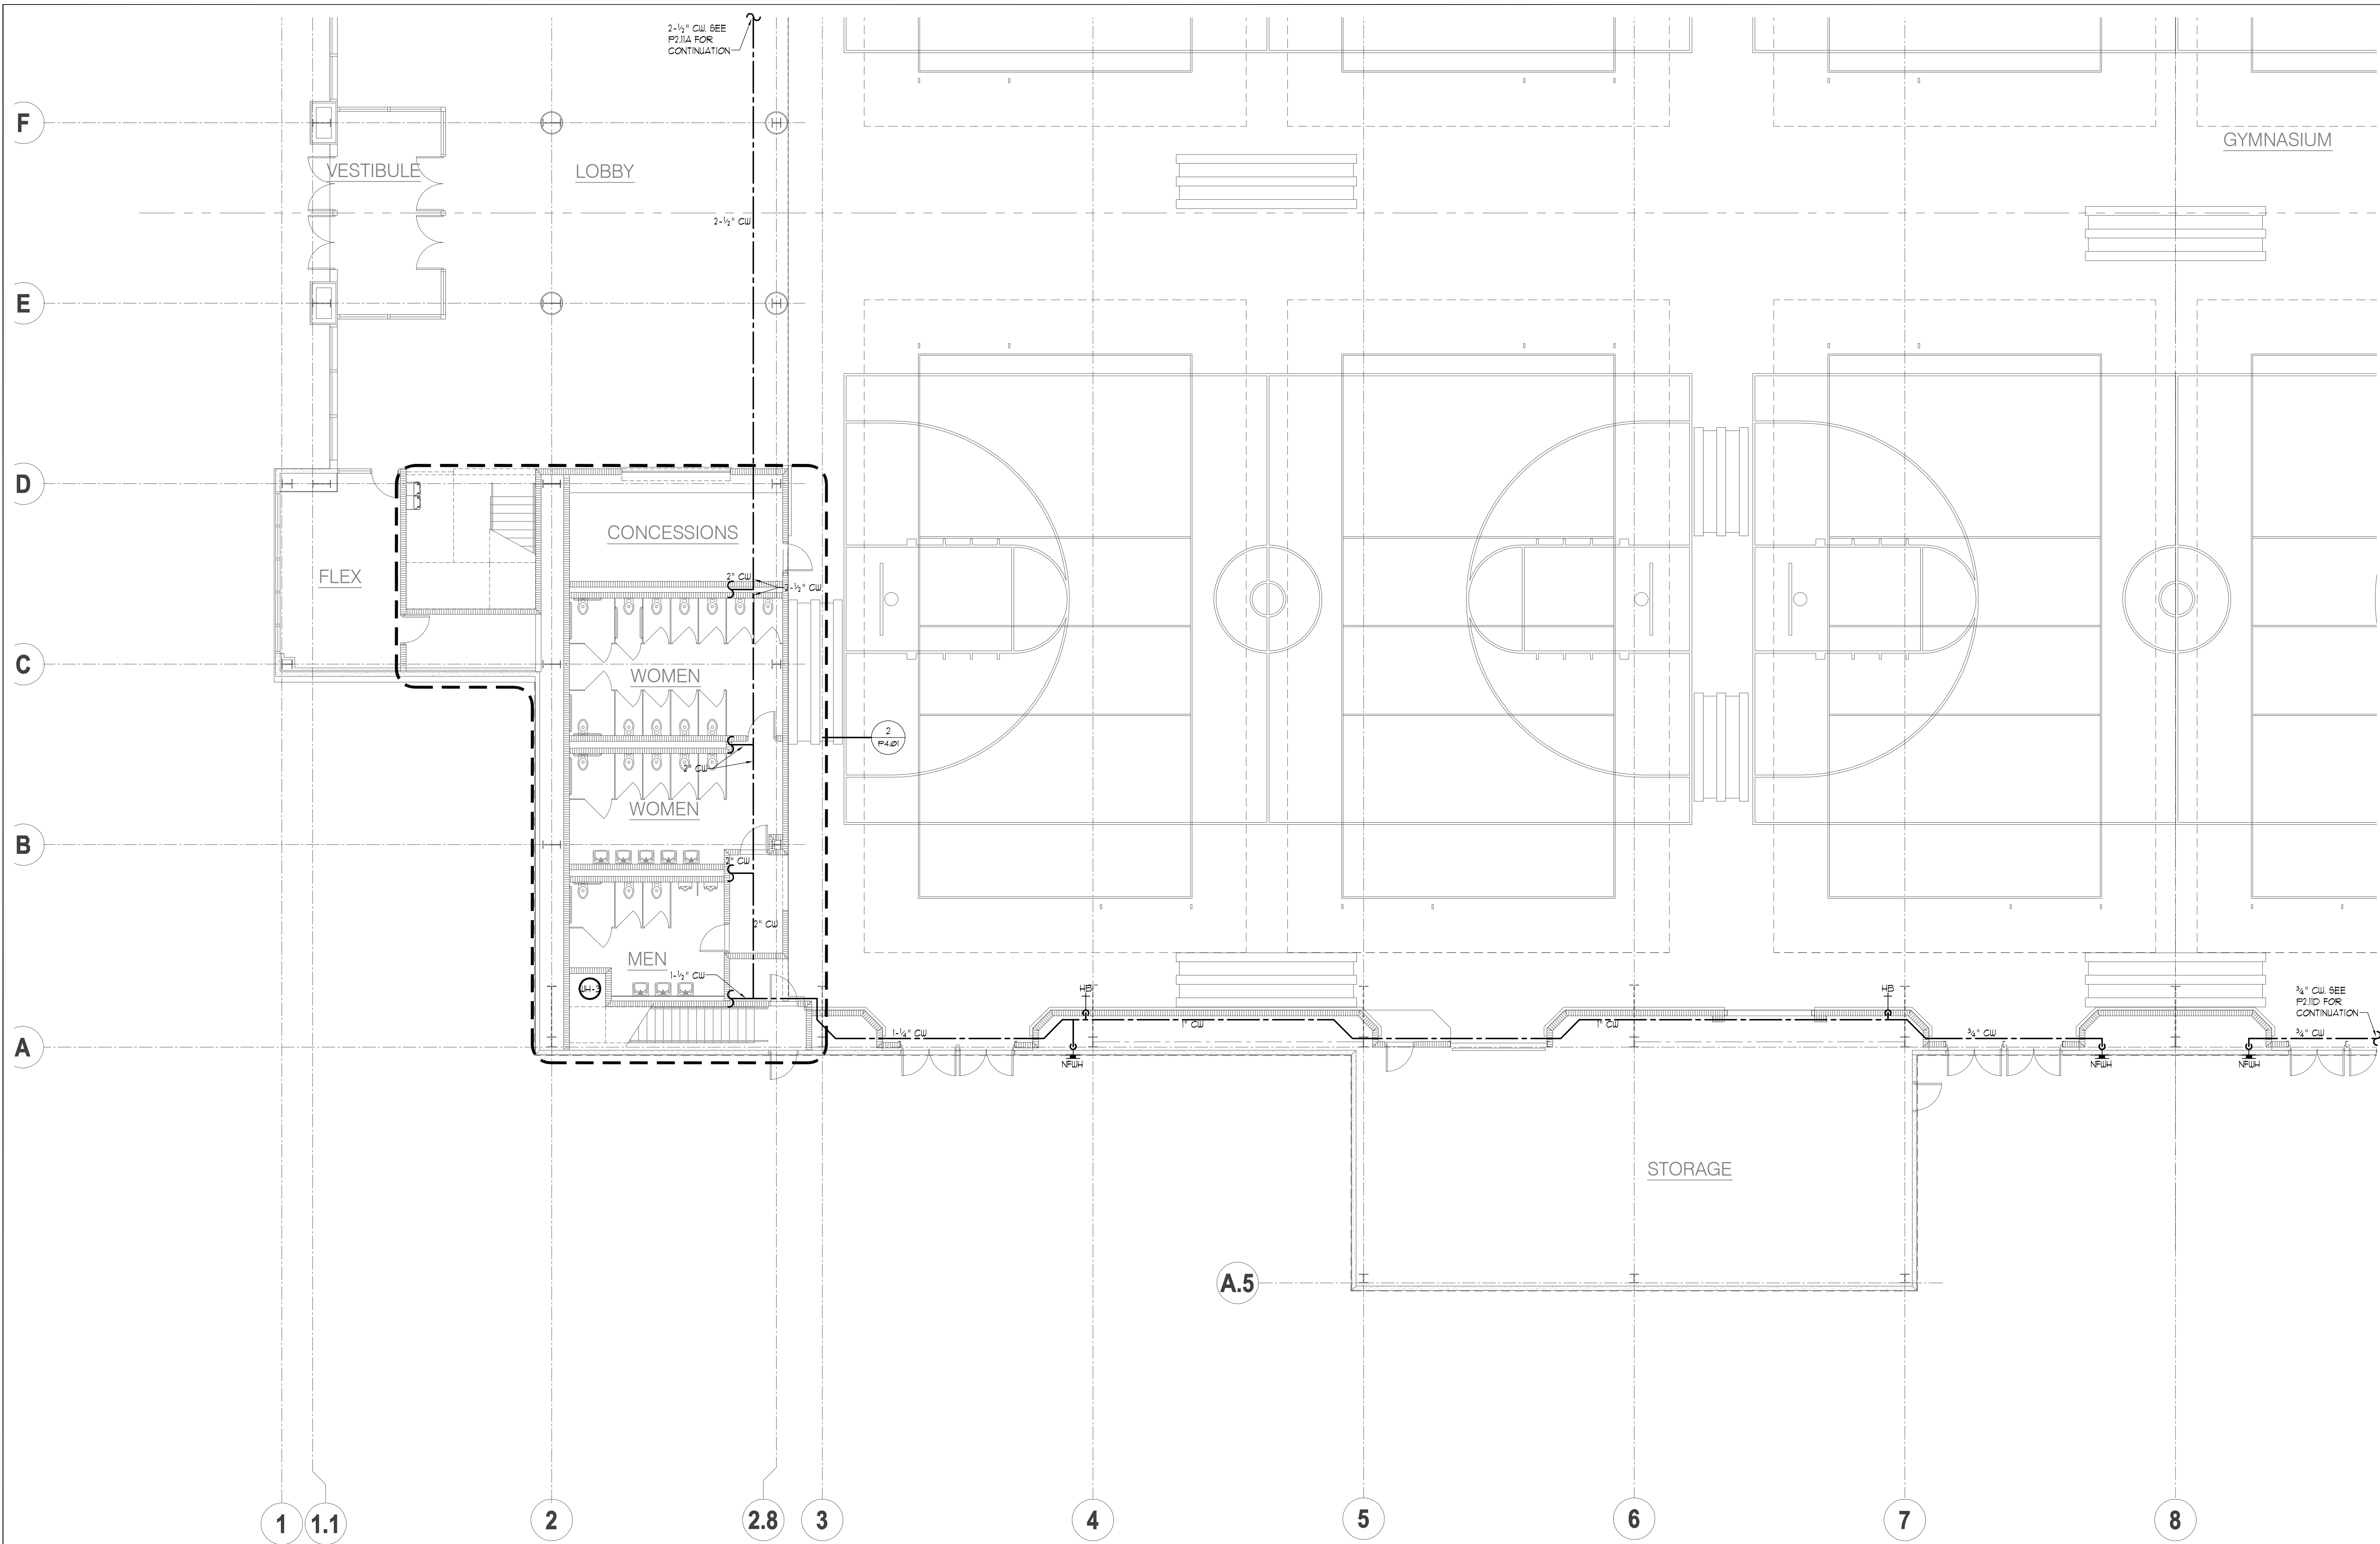 2-½" CW. SEE
P2.11A FOR
CONTINUATION
F
GYMNASIUM
VESTIBULE
LOBBY
2-½" CW
E
D
CONCESSIONS
FLEX
2" CW
2-½" CW
C
WOMEN
2
P4.01
2" CW
WOMEN
B
2" CW
2" CW
MEN
1-½" CW
WH-3
HB
HB
¾" CW. SEE
P2.11D FOR
CONTINUATION
1" CW
1" CW
1-¼" CW
¾" CW
¾" CW
A
NFWH
NFWH
NFWH
STORAGE
A.5
1
1.1
2
2.8
3
4
5
6
7
8